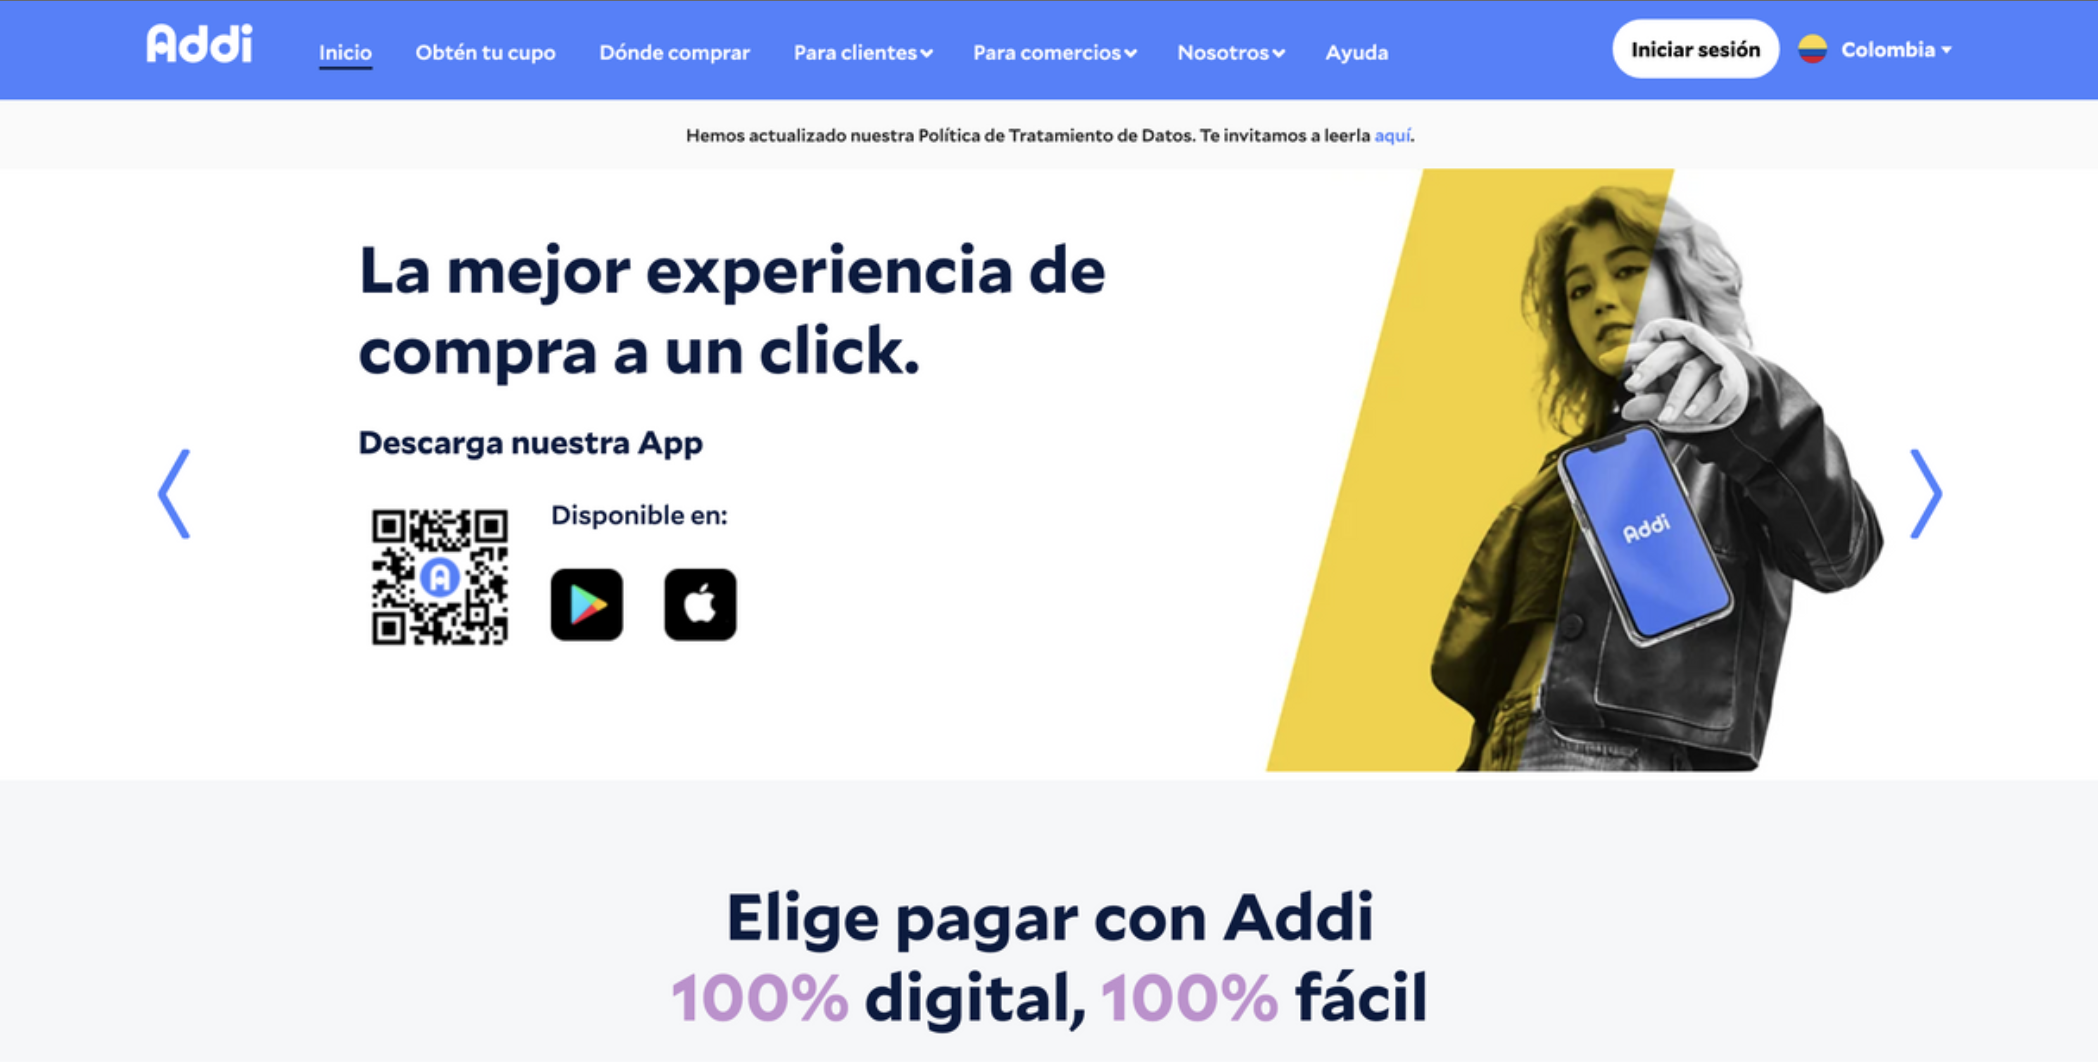 Addi
Inicio
Obtén tu cupo
Dónde comprar
Para clientes
Para comercios
Nosotros
Ayuda
Iniciar sesión
Colombia
Hemos actualizado nuestra Política de Tratamiento de Datos. Te invitamos a leerla aquí.
La mejor experiencia de
compra a un click.
Descarga nuestra App
Disponible en:
Addi
Elige pagar con Addi
100% digital, 100% fácil